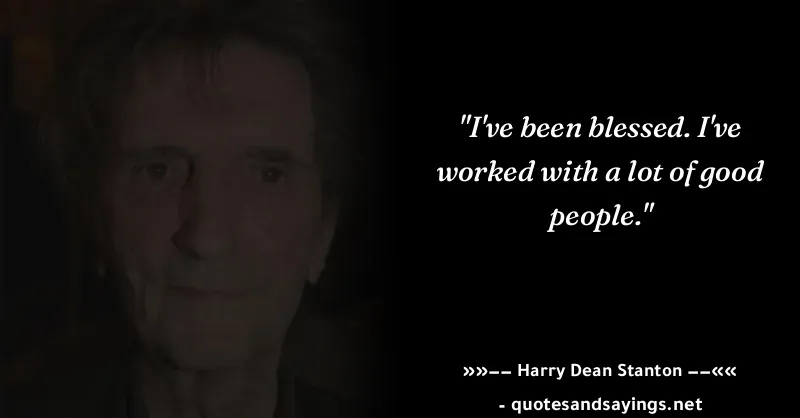 "I've been blessed. I've
worked with a lot of good
people."
»»–– Harry Dean Stanton ––««
- quotesandsayings.net